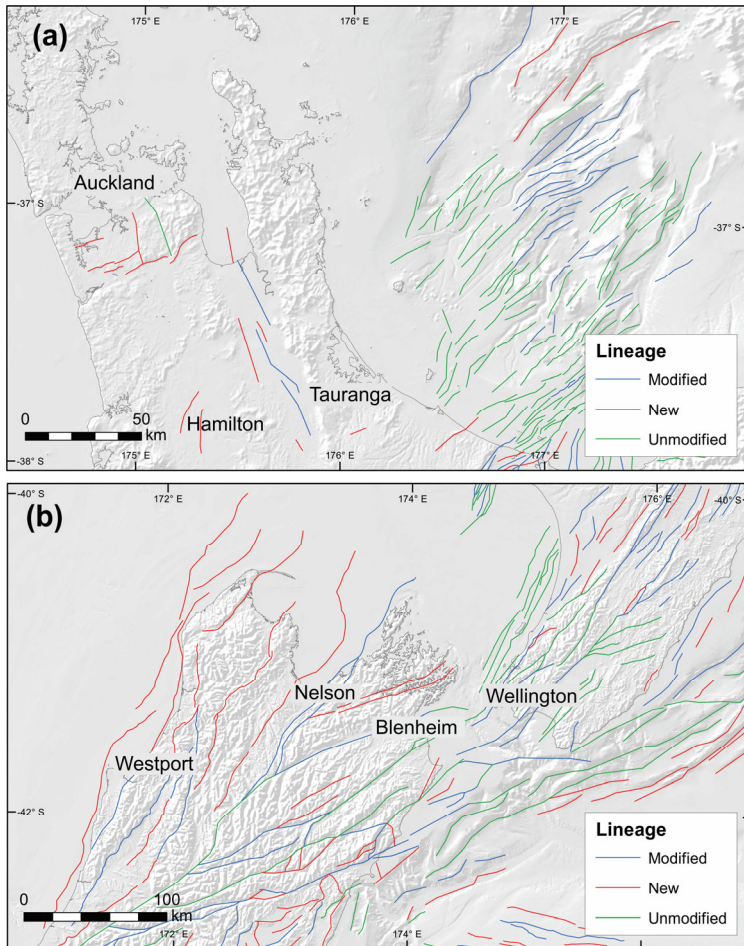 (a)
175° E
176° E
177° E
Auckland
-37° S
-37° S
Lineage
Modified
New
Unmodified
Tauranga
Hamilton
0
50
km
175° E
176° E
177° E
-38° S
-38° S
-40° S
172° E
174° E
176° E
-40° S
(b)
Nelson
Wellington
Blenheim
Westport
-42° S
Lineage
Modified
New
Unmodified
0
100
km
172° E
174° E
176° E